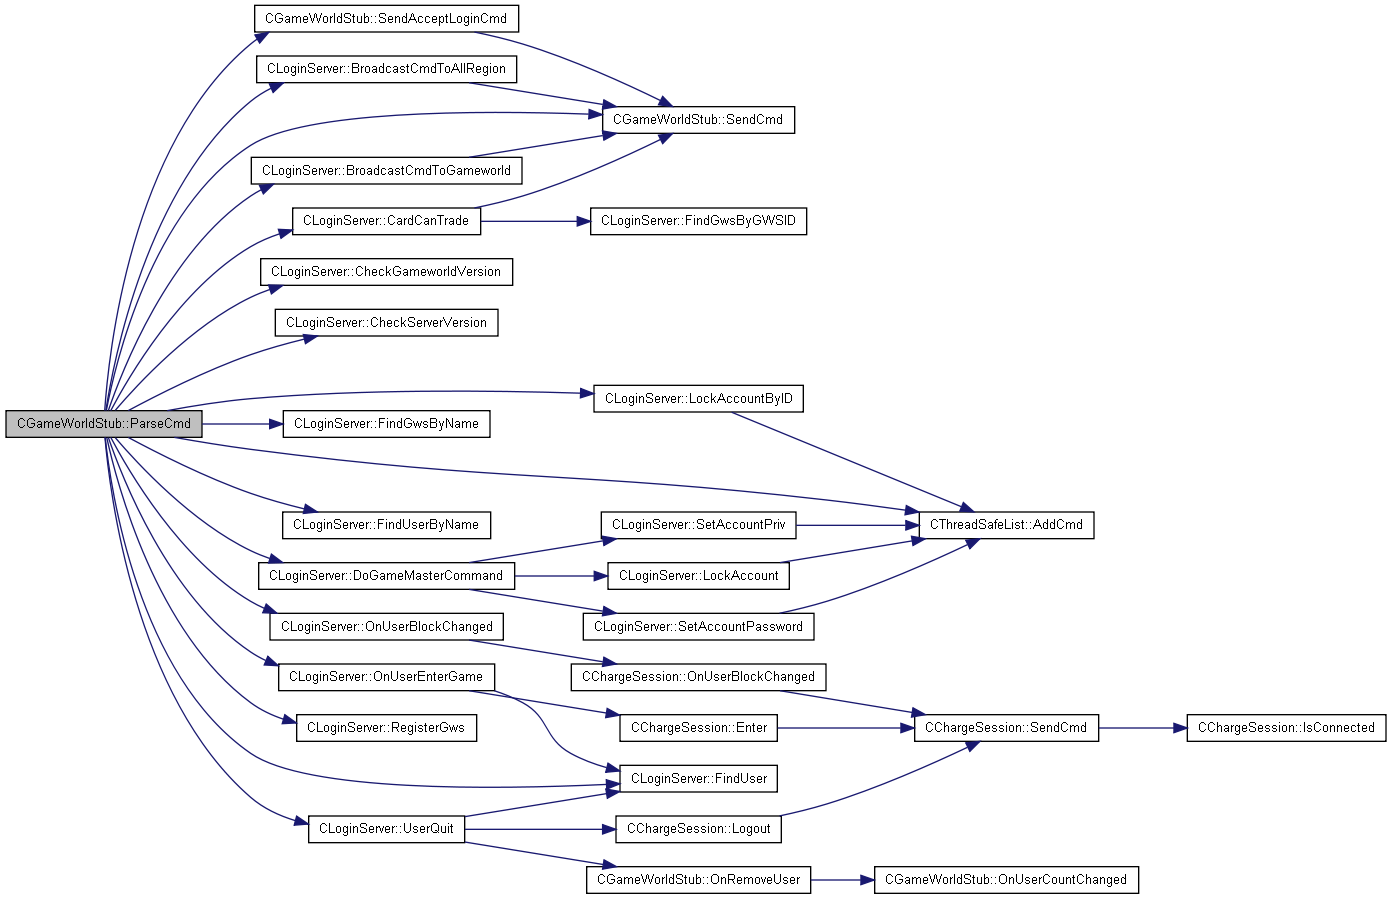 CGameWorldStub::SendAcceptLoginCmd
CLoginServer::BroadcastCmdToAllRegion
CGameWorldStub::SendCmd
CLoginServer::BroadcastCmdToGameworld
CLoginServer::CardCanTrade
CLoginServer::FindGwsByGWSID
CLoginServer::CheckGameworldVersion
CLoginServer::CheckServerVersion
CLoginServer::LockAccountByID
CGameWorldStub::ParseCmd
CLoginServer::FindGwsByName
CLoginServer::FindUserByName
CLoginServer::SetAccountPriv
CThreadSafeList::AddCmd
CLoginServer::DoGameMasterCommand
CLoginServer::LockAccount
CLoginServer::OnUserBlockChanged
CLoginServer::SetAccountPassword
CLoginServer::OnUserEnterGame
CChargeSession::OnUserBlockChanged
CLoginServer::RegisterGws
CChargeSession::Enter
CChargeSession::SendCmd
CChargeSession::IsConnected
CLoginServer::FindUser
CLoginServer::UserQuit
CChargeSession::Logout
CGameWorldStub::OnRemoveUser
CGameWorldStub::OnUserCountChanged